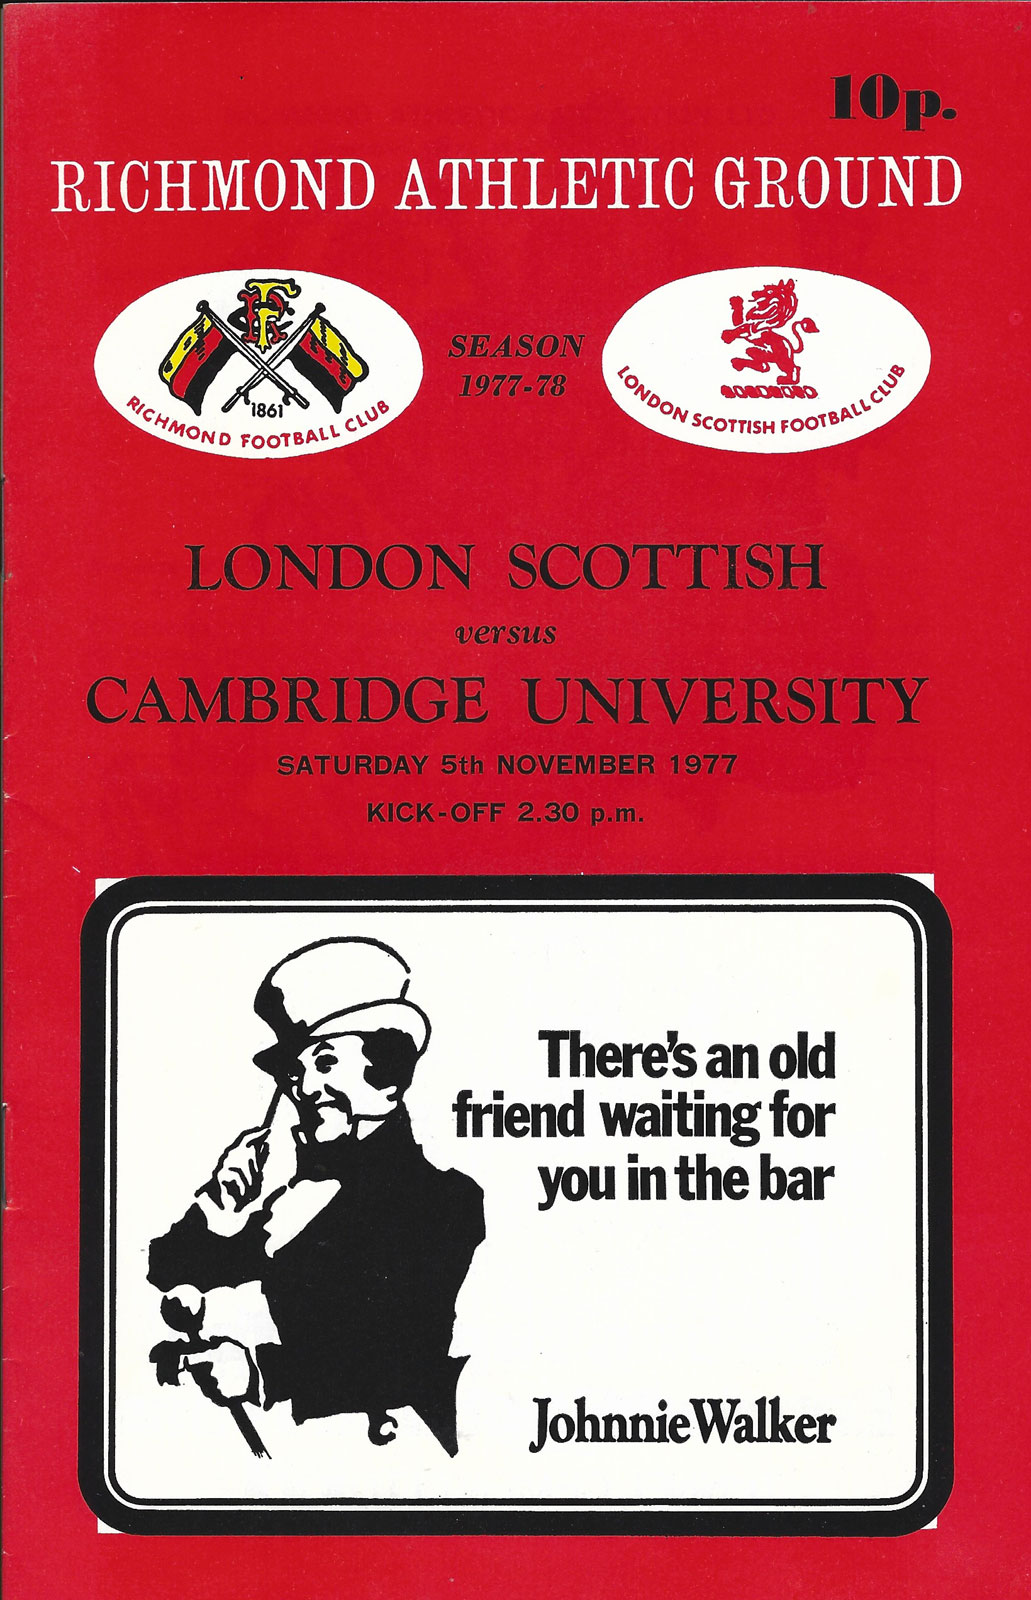 10p.
RICHMOND ATHLETIC GROUND
1861
RICHMOND FOOTBALL CLUB
SEASON
1977-78
LONDON SCOTTISH FOOTBALL CLUB
LONDON SCOTTISH
versus
CAMBRIDGE UNIVERSITY
SATURDAY 5th NOVEMBER 1977
KICK-OFF 2.30 p.m.
There's an old
friend waiting for
you in the bar
Johnnie Walker